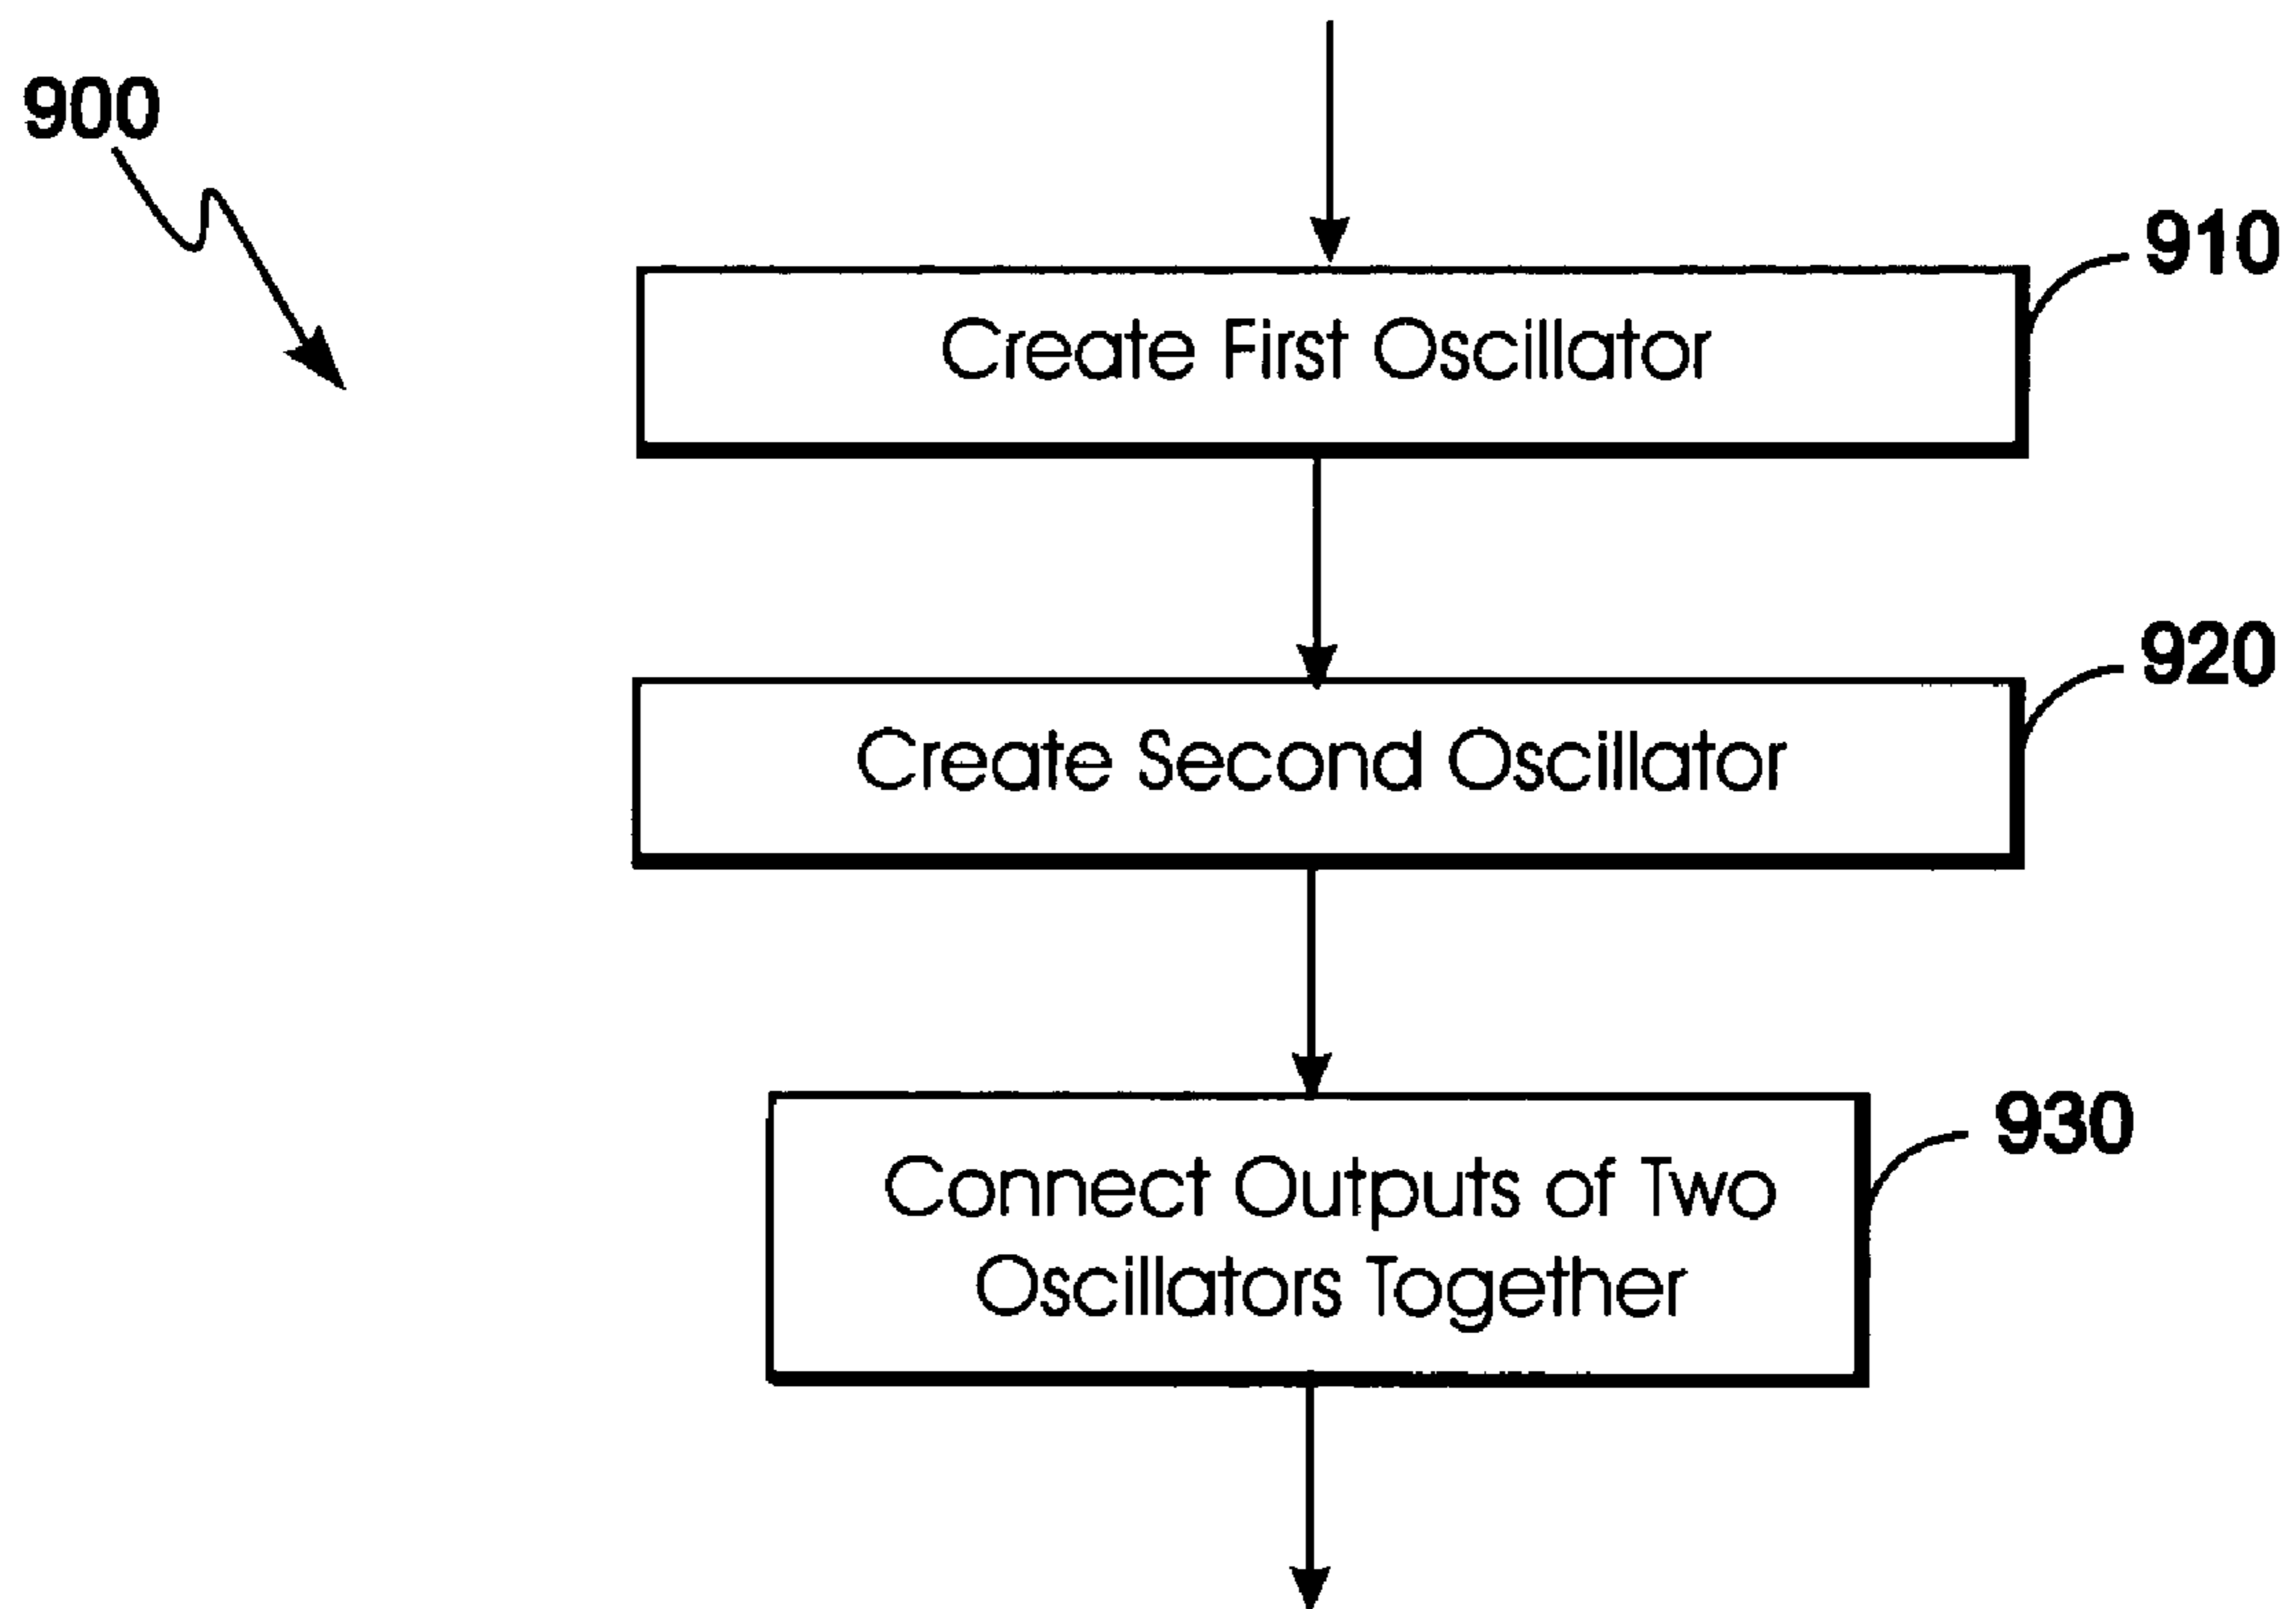 900
910
Create First Oscillator
920
Create Second Oscillator
930
Connect Outputs of Two
Oscillators Together